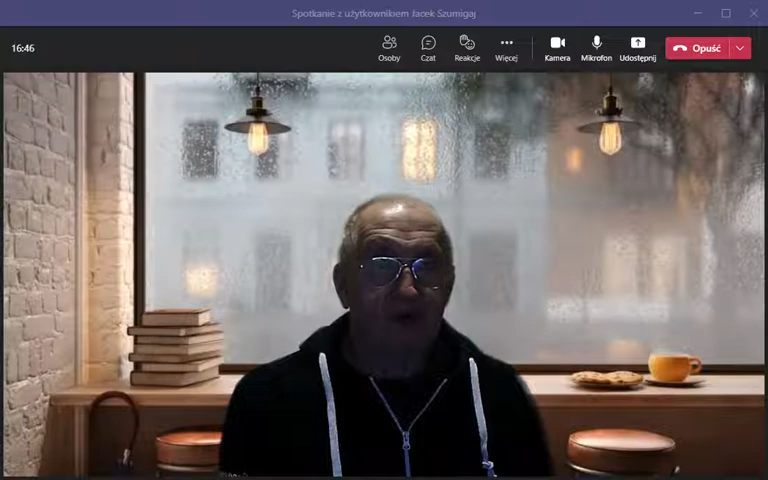 Spotkanie z użytkownikiem Jacek Szumigaj
16:46
Osoby
Czat
Reakcje
Więcej
Kamera
Mikrofon
Udostępnij
Opuść